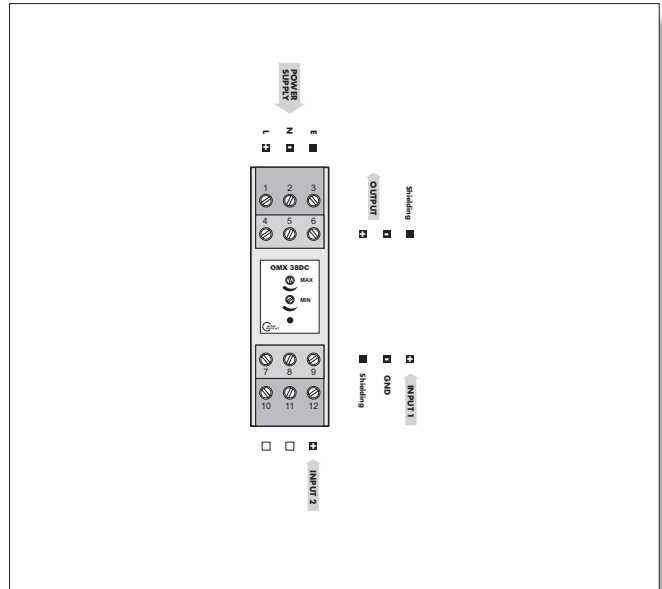 POWER
SUPPLY
L N E
+ - 
1 2 3
4 5 6
OUTPUT
Shielding
+ -
OMX 38DC
MAX
MIN
7 8 9
10 11 12
- +
Shielding
GND
INPUT 1
+
INPUT 2